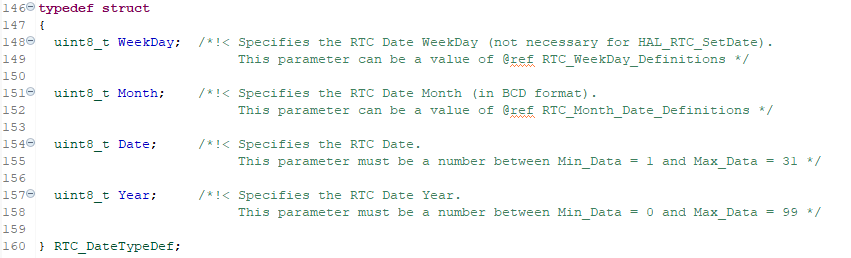 146 typedef struct
147 {
148 uint8_t WeekDay; /*!< Specifies the RTC Date WeekDay (not necessary for HAL_RTC_SetDate).
149 This parameter can be a value of @ref RTC_WeekDay_Definitions */
150
151 uint8_t Month; /*!< Specifies the RTC Date Month (in BCD format).
152 This parameter can be a value of @ref RTC_Month_Date_Definitions */
153
154 uint8_t Date; /*!< Specifies the RTC Date.
155 This parameter must be a number between Min_Data = 1 and Max_Data = 31 */
156
157 uint8_t Year; /*!< Specifies the RTC Date Year.
158 This parameter must be a number between Min_Data = 0 and Max_Data = 99 */
159
160 } RTC_DateTypeDef;